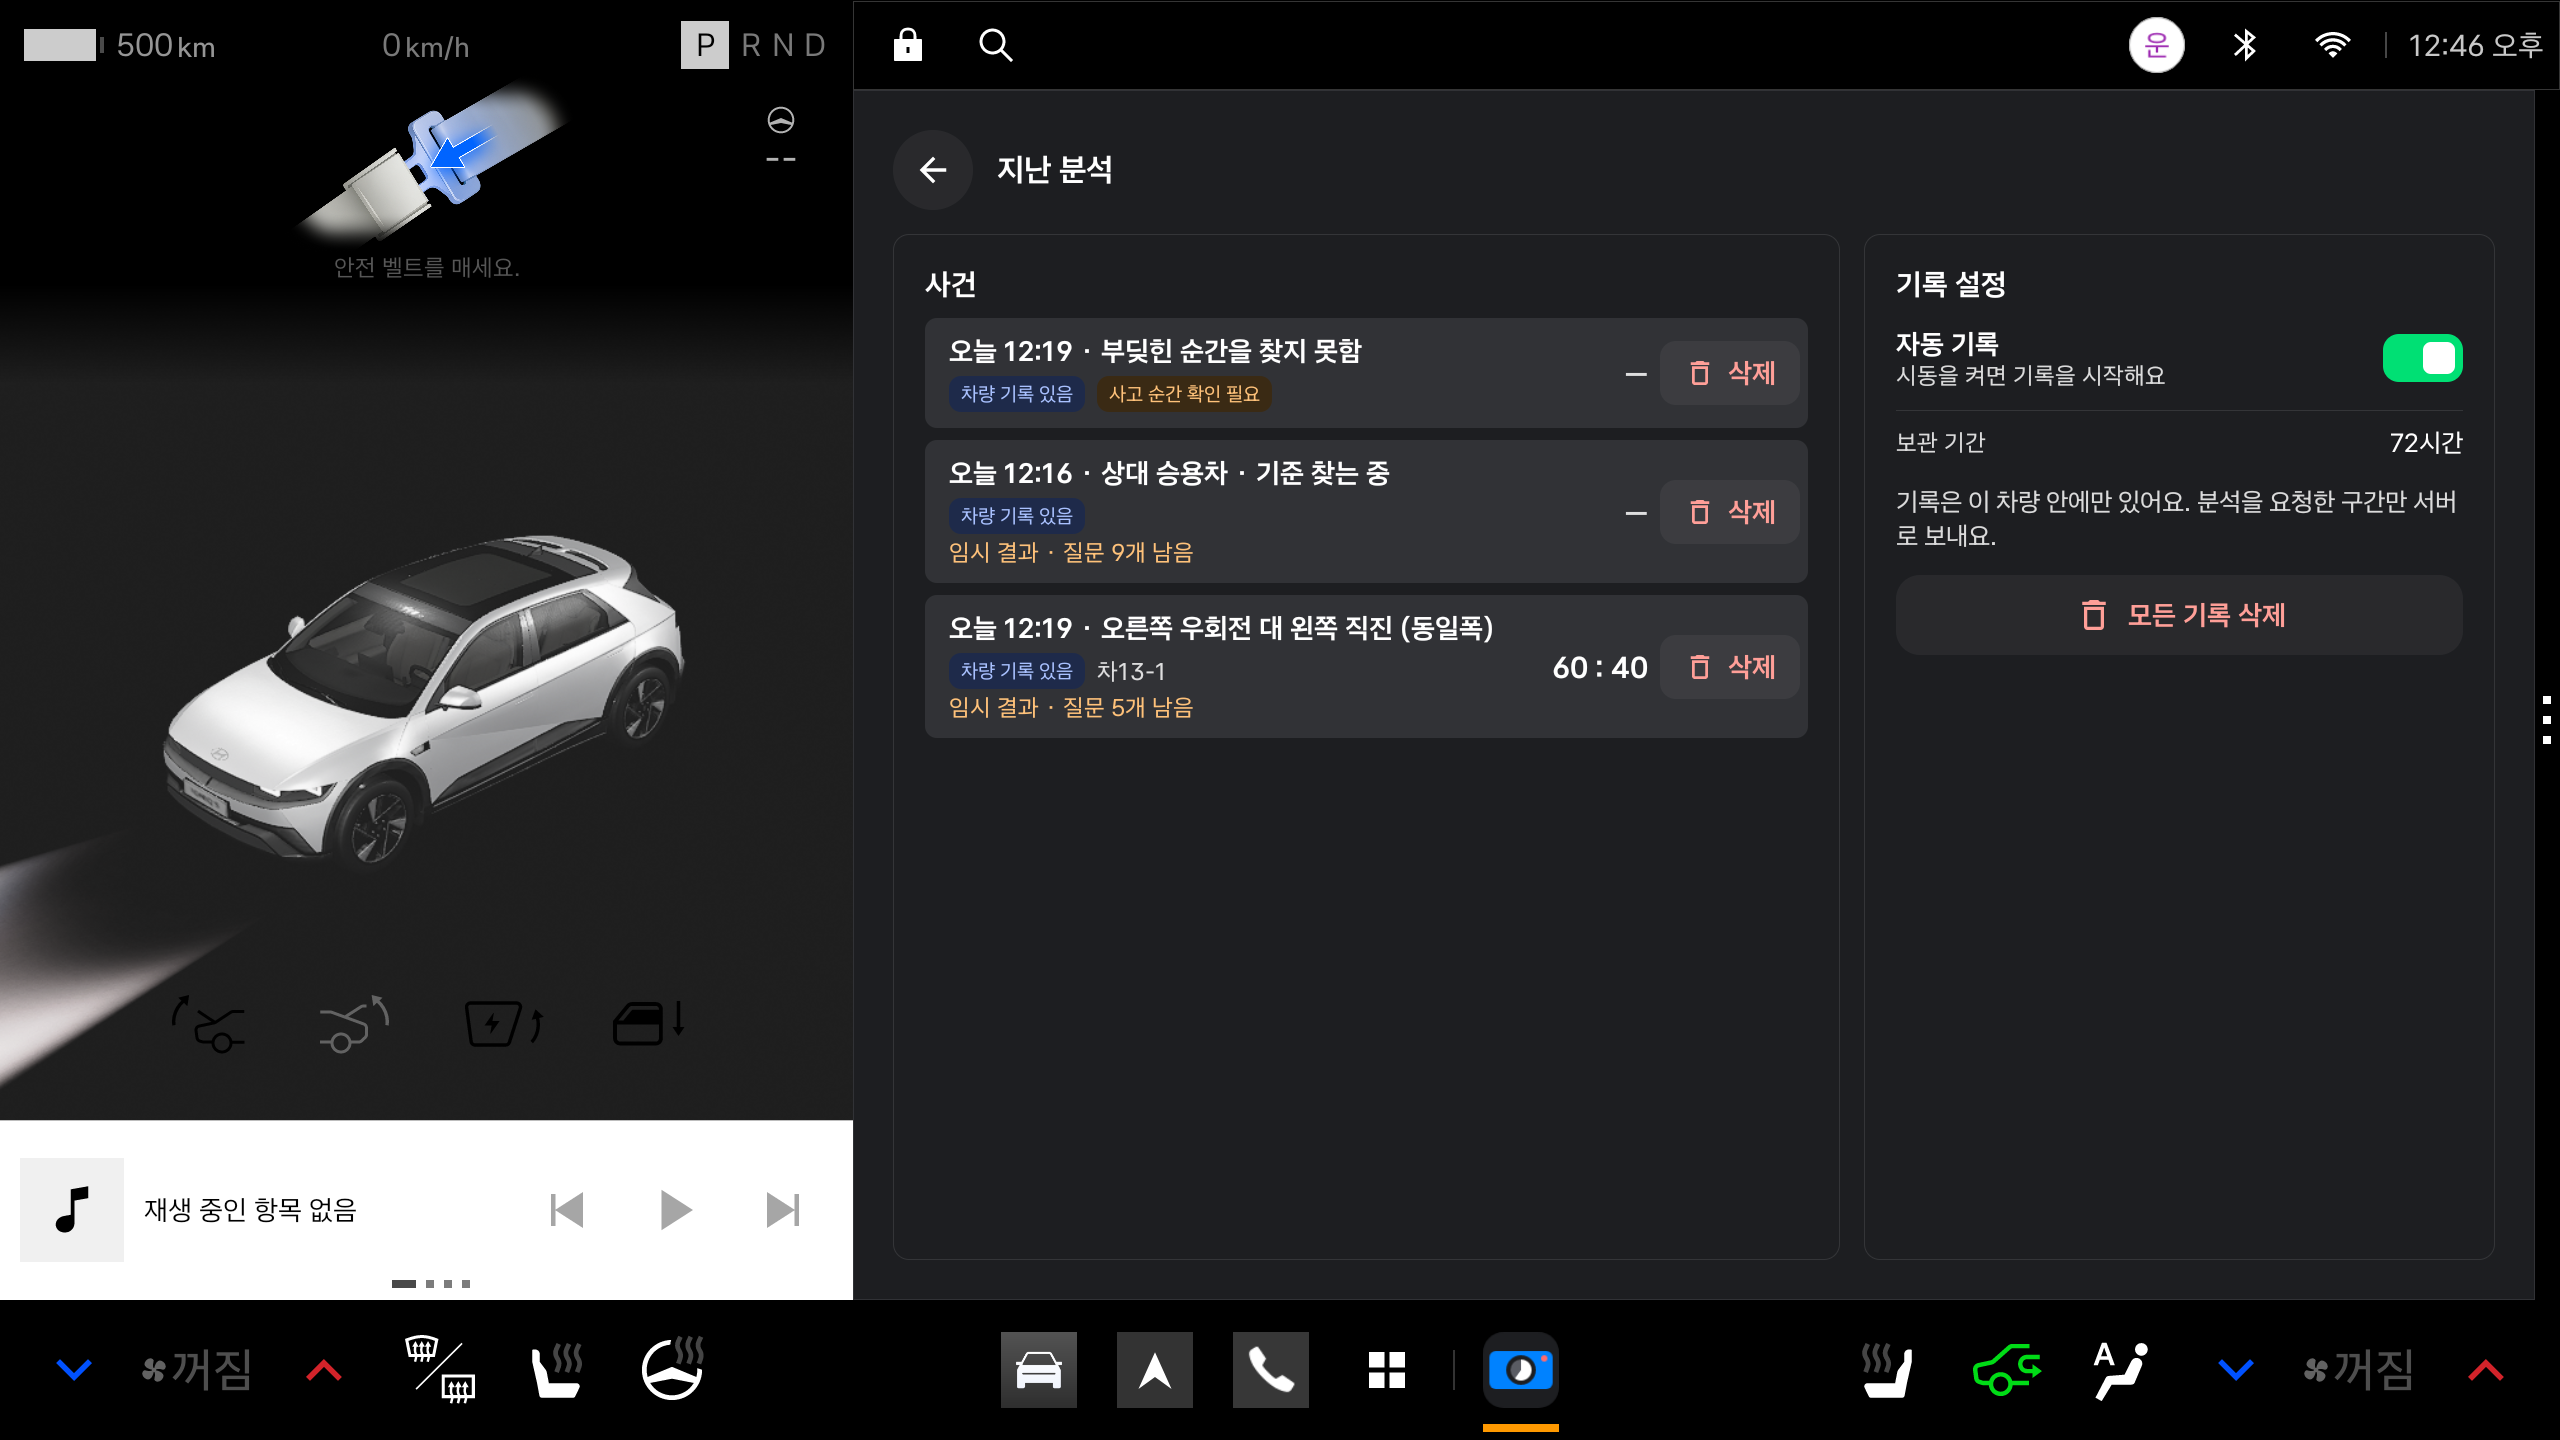 500 km
0 km/h
P R N D
12:46 오후
운
--
안전 벨트를 매세요.
지난 분석
사건
오늘 12:19 · 부딪힌 순간을 찾지 못함
차량 기록 있음
사고 순간 확인 필요
—
삭제
오늘 12:16 · 상대 승용차 · 기준 찾는 중
차량 기록 있음
임시 결과 · 질문 9개 남음
—
삭제
오늘 12:19 · 오른쪽 우회전 대 왼쪽 직진 (동일폭)
차량 기록 있음
차13-1
임시 결과 · 질문 5개 남음
60 : 40
삭제
기록 설정
자동 기록
시동을 켜면 기록을 시작해요
보관 기간
72시간
기록은 이 차량 안에만 있어요. 분석을 요청한 구간만 서버
로 보내요.
모든 기록 삭제
재생 중인 항목 없음
꺼짐
A
꺼짐